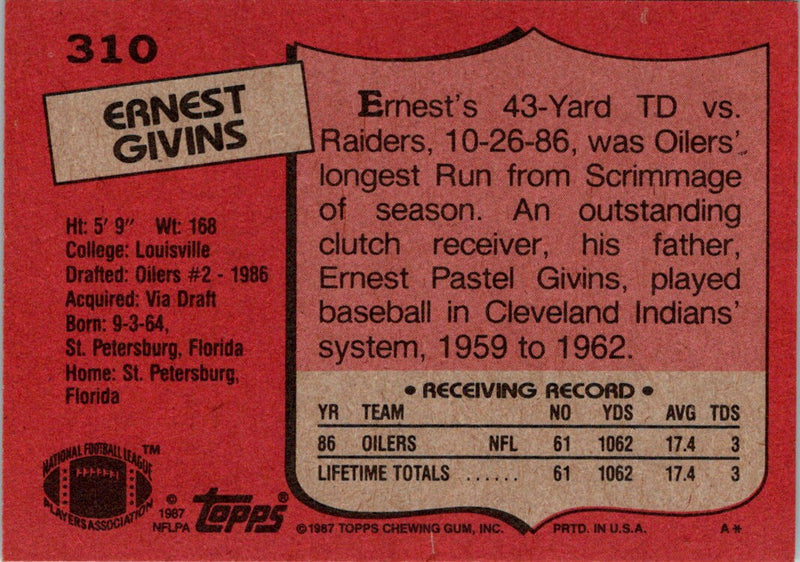 310
ERNEST
GIVINS
Ht: 5' 9" Wt: 168
College: Louisville
Drafted: Oilers #2 - 1986
Acquired: Via Draft
Born: 9-3-64,
St. Petersburg, Florida
Home: St. Petersburg,
Florida
Ernest's 43-Yard TD vs.
Raiders, 10-26-86, was Oilers'
longest Run from Scrimmage
of season. An outstanding
clutch receiver, his father,
Ernest Pastel Givins, played
baseball in Cleveland Indians'
system, 1959 to 1962.
• RECEIVING RECORD •
YR TEAM NO YDS AVG TDS
86 OILERS NFL 61 1062 17.4 3
LIFETIME TOTALS ...... 61 1062 17.4 3
NATIONAL FOOTBALL LEAGUE
PLAYERS ASSOCIATION
TM
© 1987
NFLPA
Topps®
©1987 TOPPS CHEWING GUM, INC. PRTD. IN U.S.A. A*